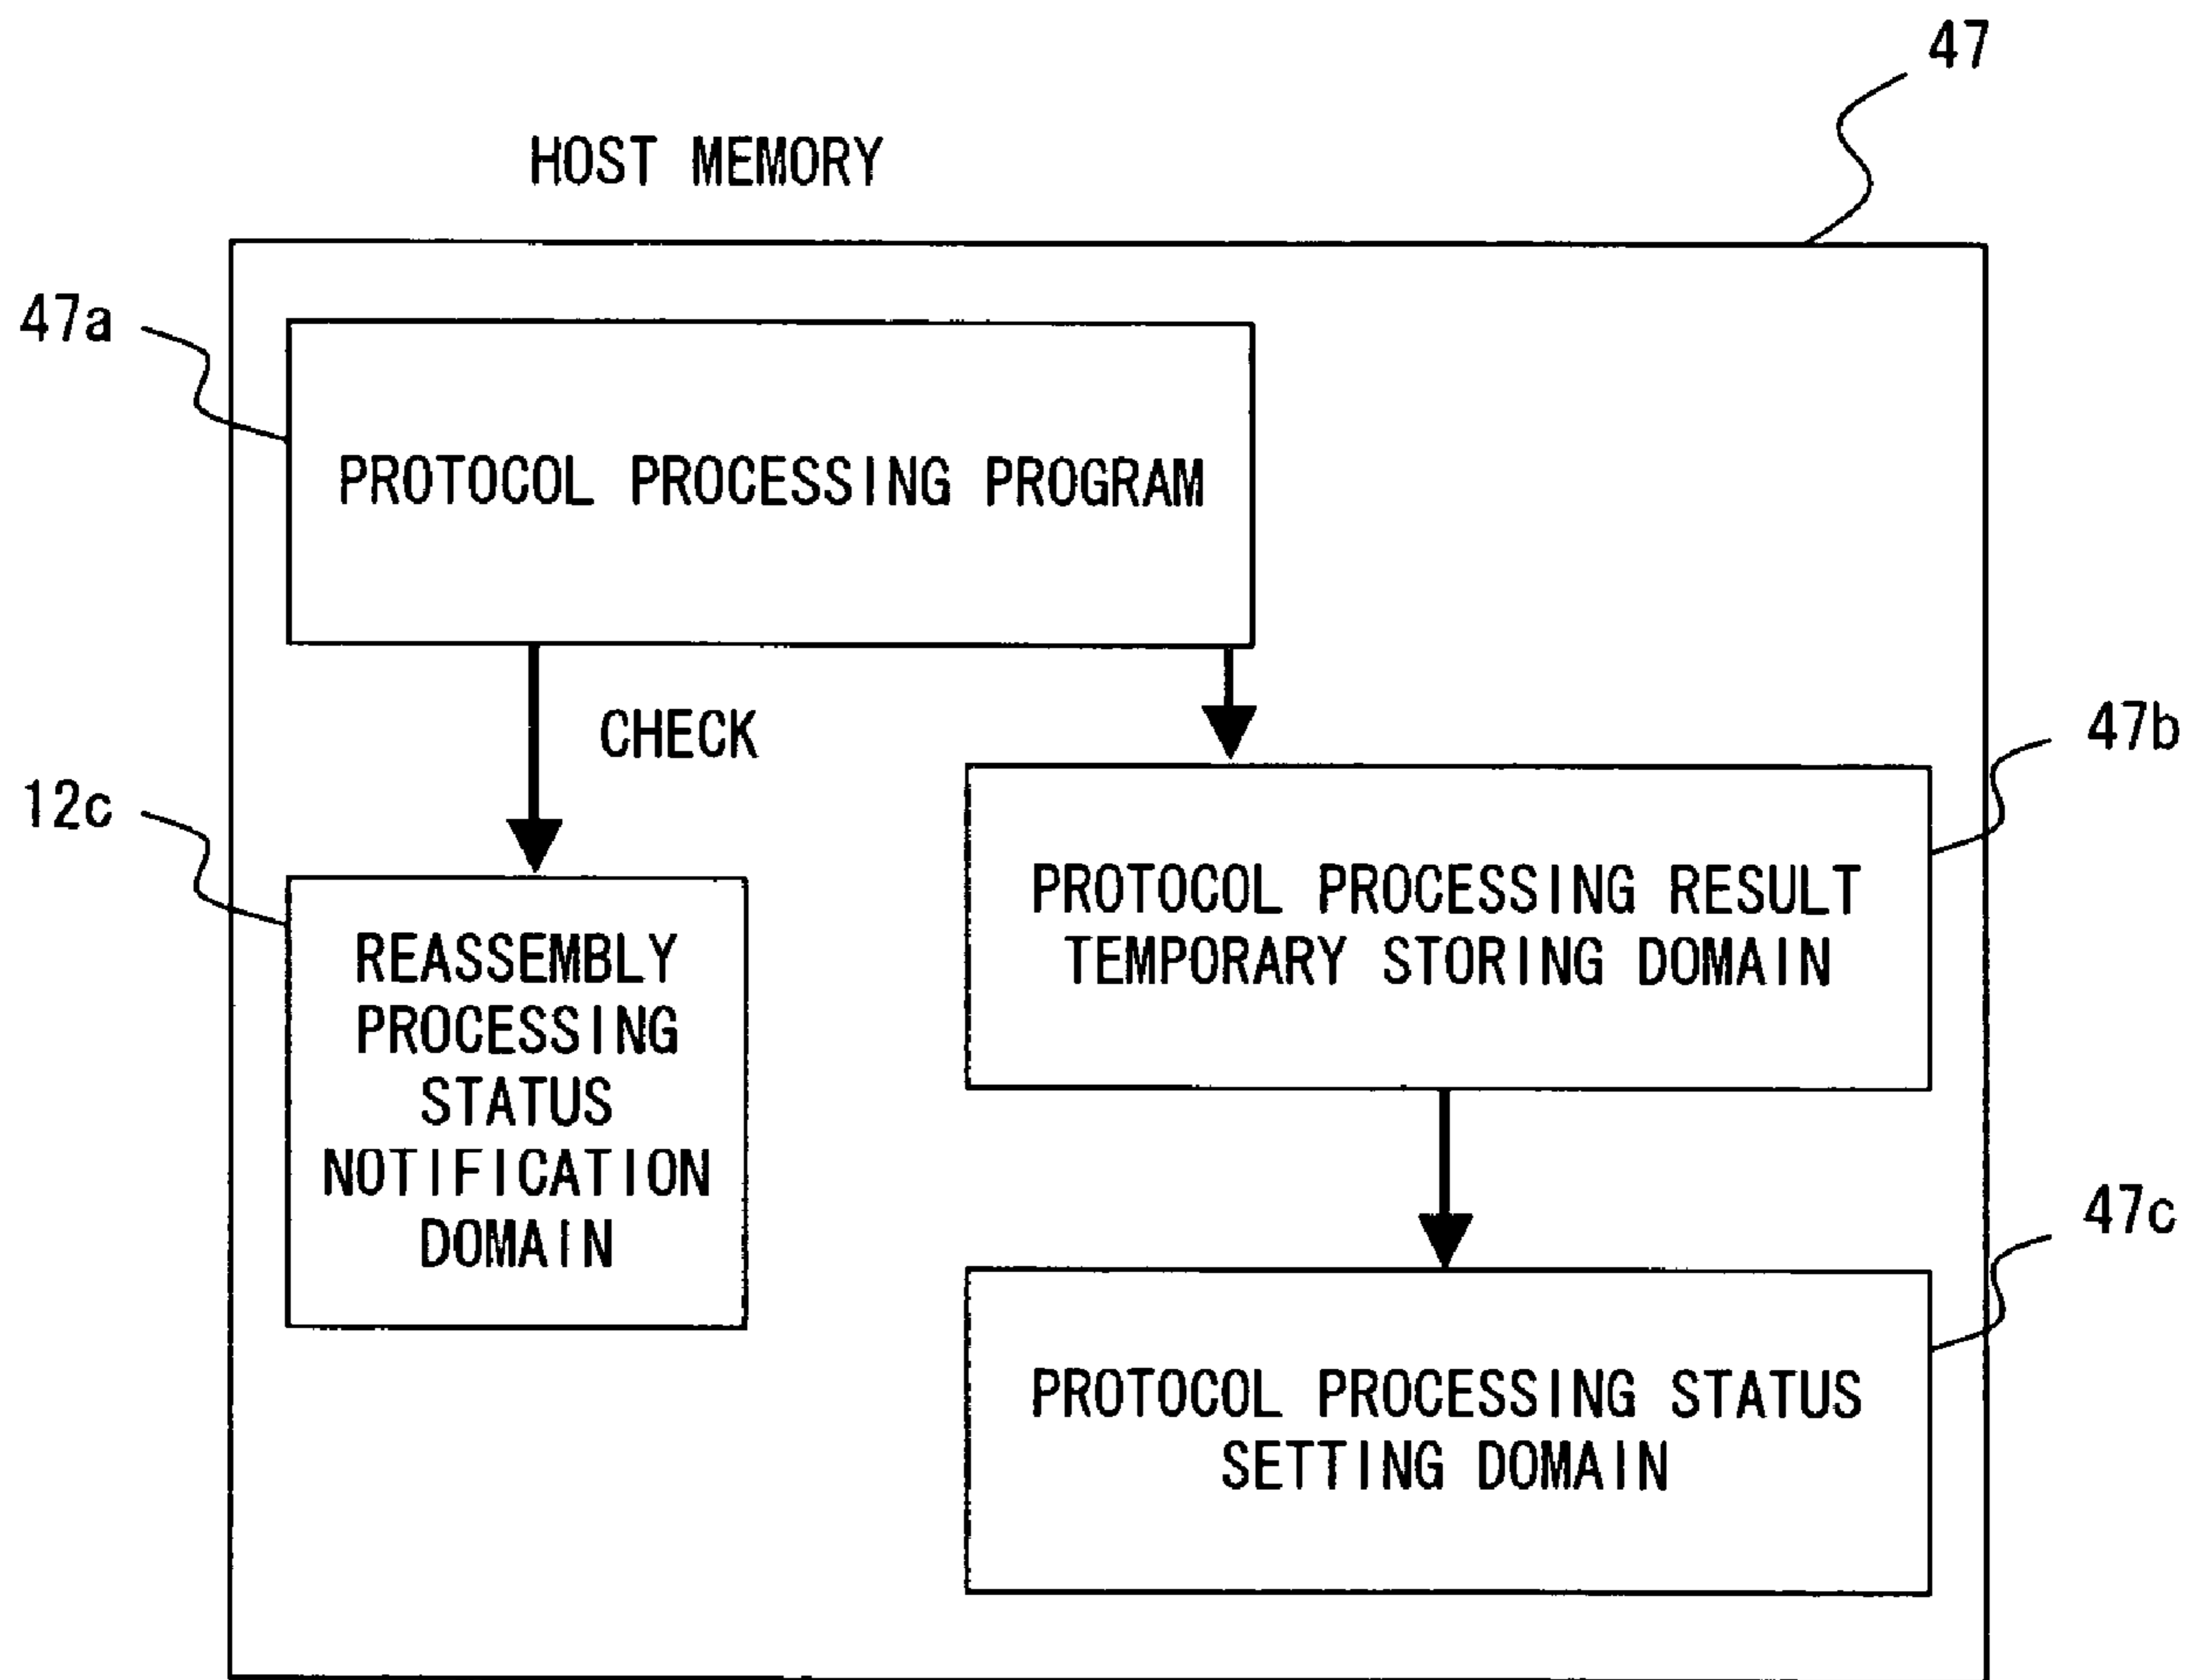 47
HOST MEMORY
47a
PROTOCOL PROCESSING PROGRAM
CHECK
47b
12c
PROTOCOL PROCESSING RESULT
TEMPORARY STORING DOMAIN
REASSEMBLY
PROCESSING
STATUS
NOTIFICATION
DOMAIN
47c
PROTOCOL PROCESSING STATUS
SETTING DOMAIN